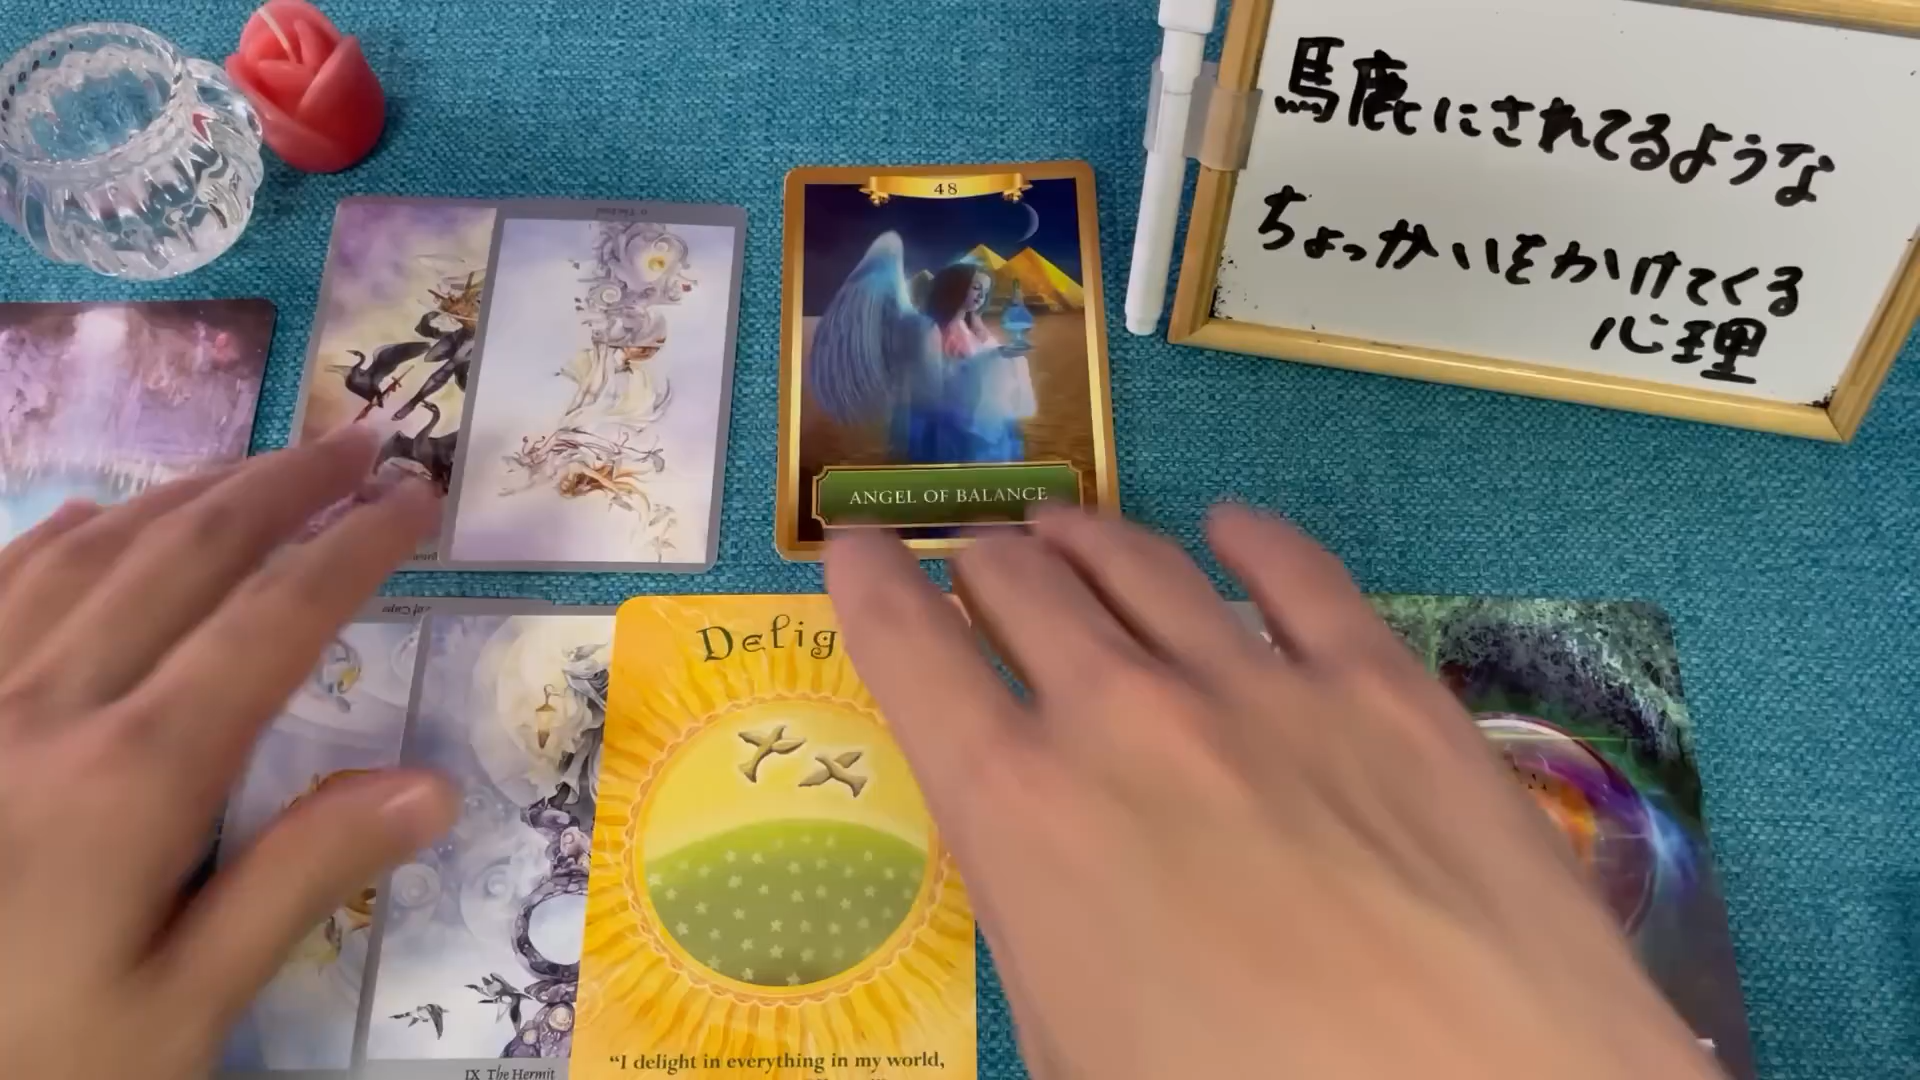 馬鹿にされてるような
ちょっかいをかけてくる
心理
48
ANGEL OF BALANCE
“I delight in everything in my world,
IX The Hermit